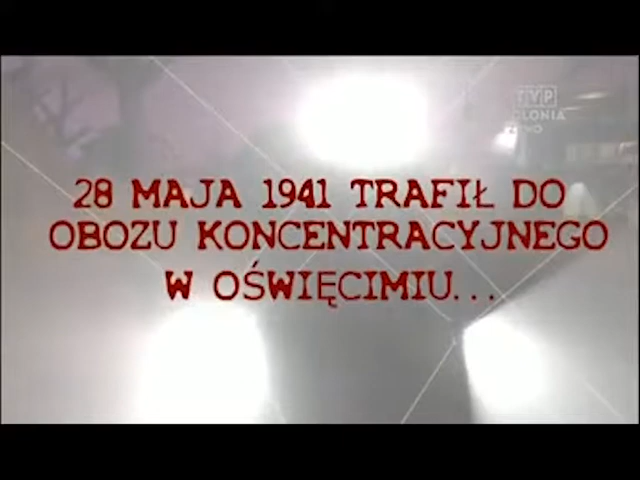 TVP
POLONIA
28 MAJA 1941 TRAFIŁ DO
OBOZU KONCENTRACYJNEGO
W OŚWIĘCIMIU...